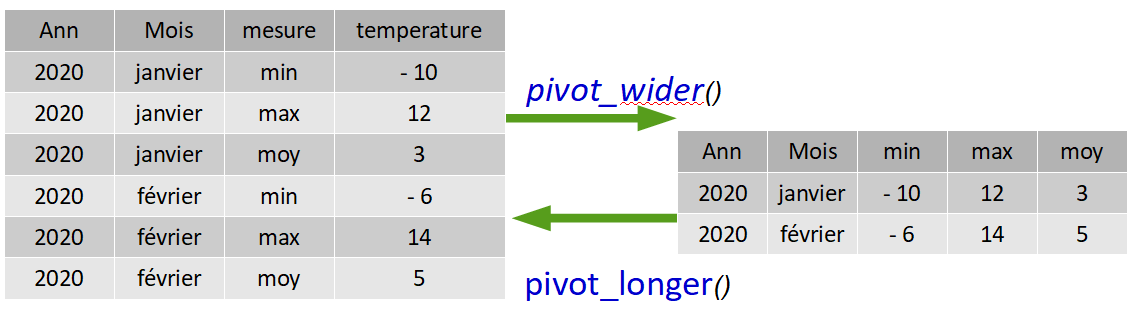 Ann Mois mesure temperature
2020 janvier min - 10
2020 janvier max 12
2020 janvier moy 3
2020 février min - 6
2020 février max 14
2020 février moy 5
pivot_wider()
Ann Mois min max moy
2020 janvier - 10 12 3
2020 février - 6 14 5
pivot_longer()